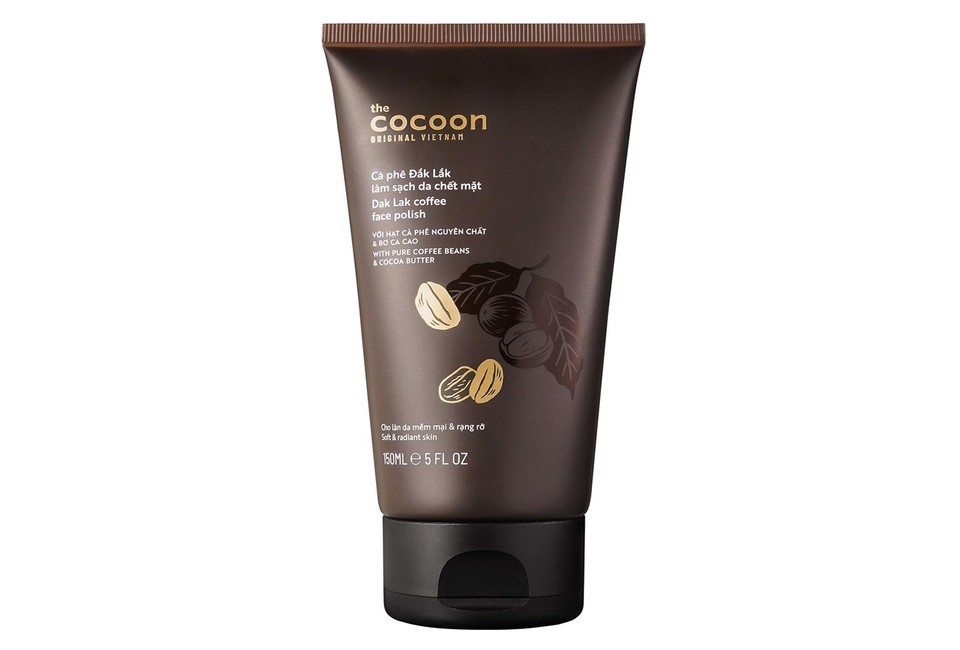 the
cocoon
ORIGINAL VIETNAM
Cà phê Đắk Lắk
làm sạch da chết mặt
Dak Lak coffee
face polish
VỚI HẠT CÀ PHÊ NGUYÊN CHẤT
& BƠ CA CAO
WITH PURE COFFEE BEANS
& COCOA BUTTER
Cho làn da mềm mại & rạng rỡ
Soft & radiant skin
150ML ℮ 5 FL OZ